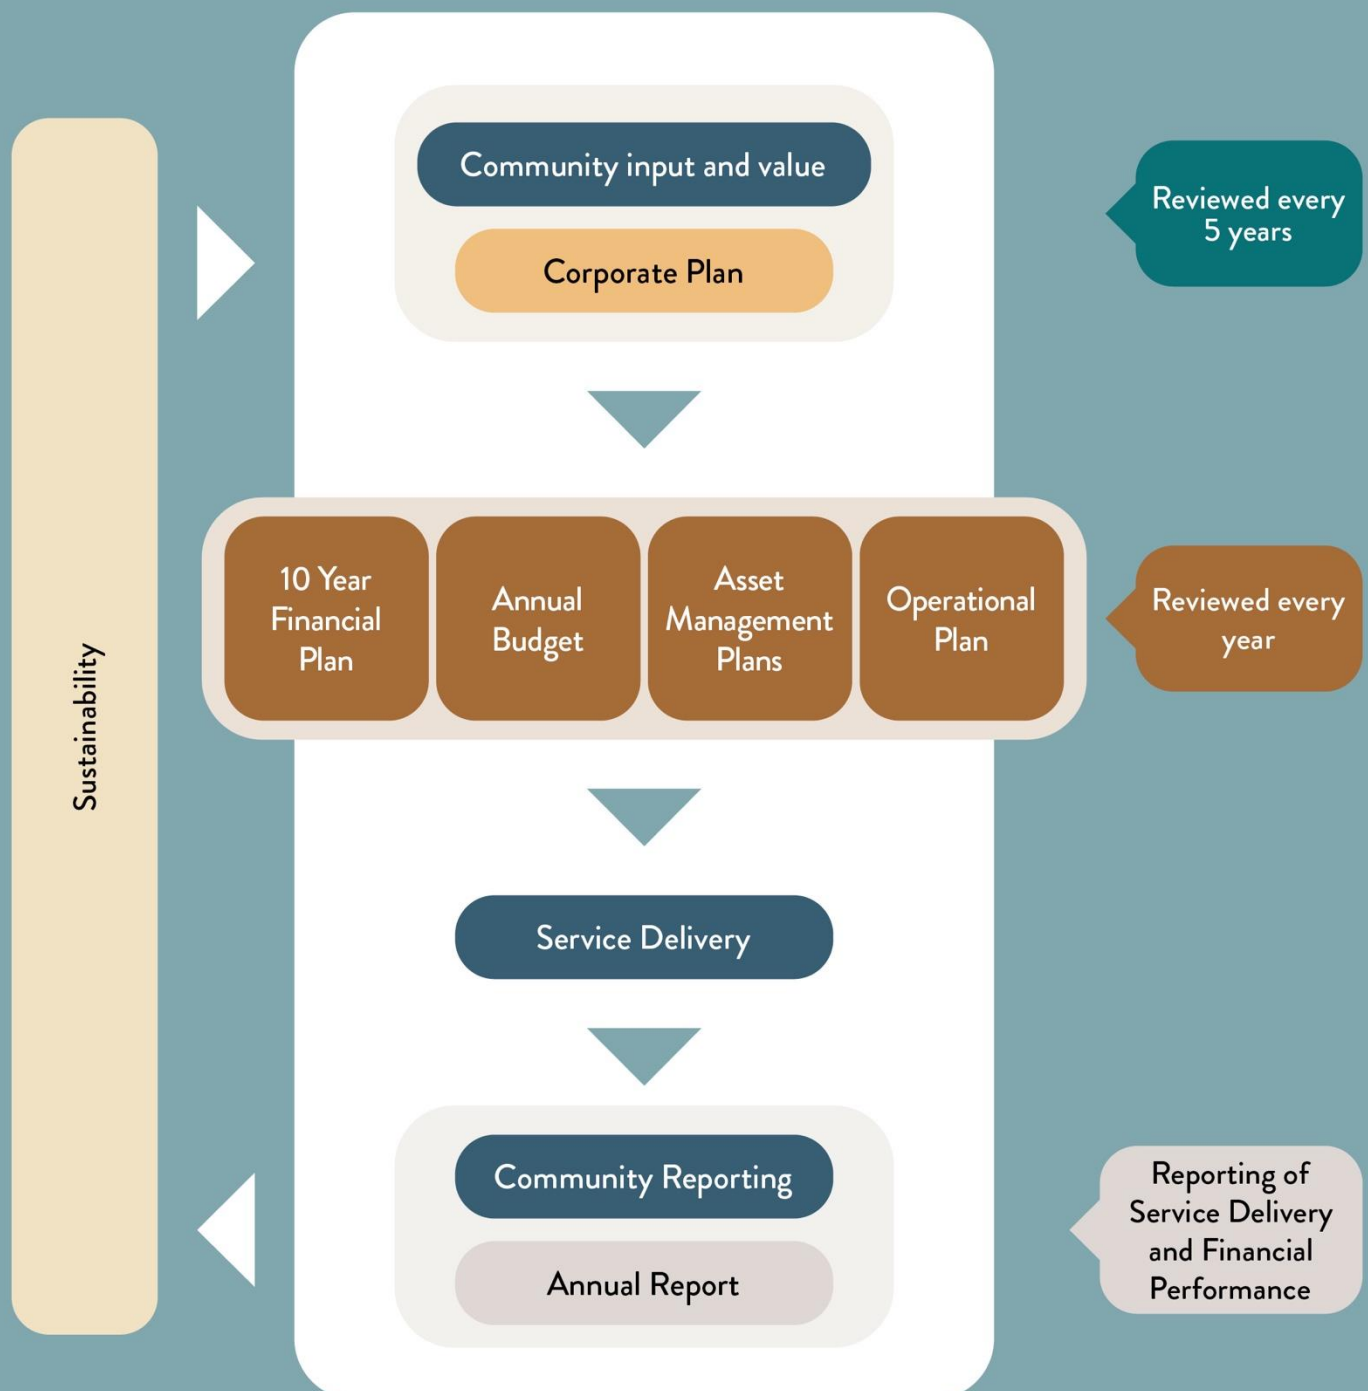 Community input and value
Corporate Plan
Reviewed every
5 years
Sustainability
10 Year
Financial
Plan
Annual
Budget
Asset
Management
Plans
Operational
Plan
Reviewed every
year
Service Delivery
Community Reporting
Annual Report
Reporting of
Service Delivery
and Financial
Performance